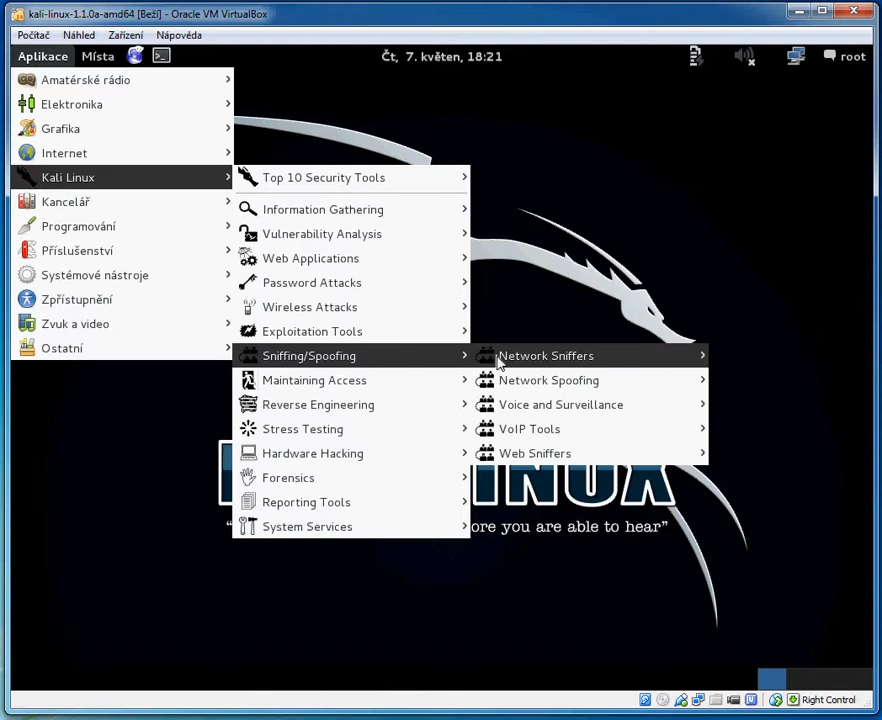 kali-linux-1.1.0a-amd64 [Beží] - Oracle VM VirtualBox
Počítač Náhled Zařízení Nápověda
Aplikace Místa Čt, 7. květen, 18:21 root
Amatérské rádio
Elektronika
Grafika
Internet
Kali Linux
Kancelář
Programování
Příslušenství
Systémové nástroje
Zpřístupnění
Zvuk a video
Ostatní
Top 10 Security Tools
Information Gathering
Vulnerability Analysis
Web Applications
Password Attacks
Wireless Attacks
Exploitation Tools
Sniffing/Spoofing
Maintaining Access
Reverse Engineering
Stress Testing
Hardware Hacking
Forensics
Reporting Tools
System Services
Network Sniffers
Network Spoofing
Voice and Surveillance
VoIP Tools
Web Sniffers
INUX
ore you are able to hear”
Right Control